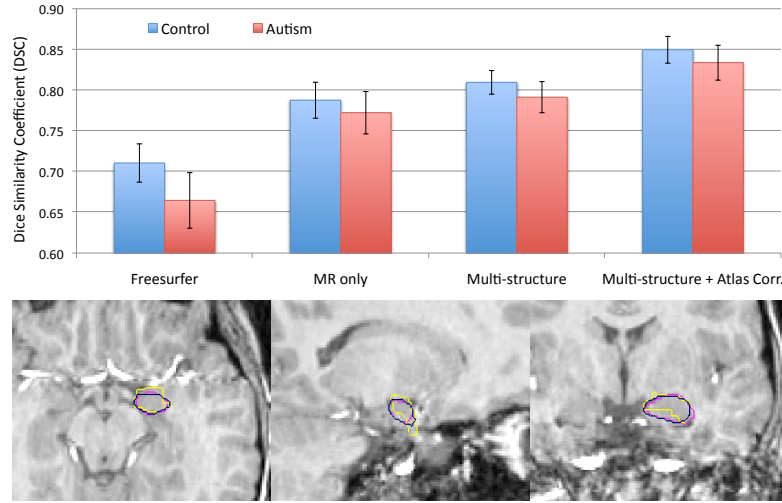 0.90
Control Autism
0.85
0.80
0.75
0.70
0.65
0.60
Dice Similarity Coefficient (DSC)
Freesurfer MR only Multi-structure Multi-structure + Atlas Corr.